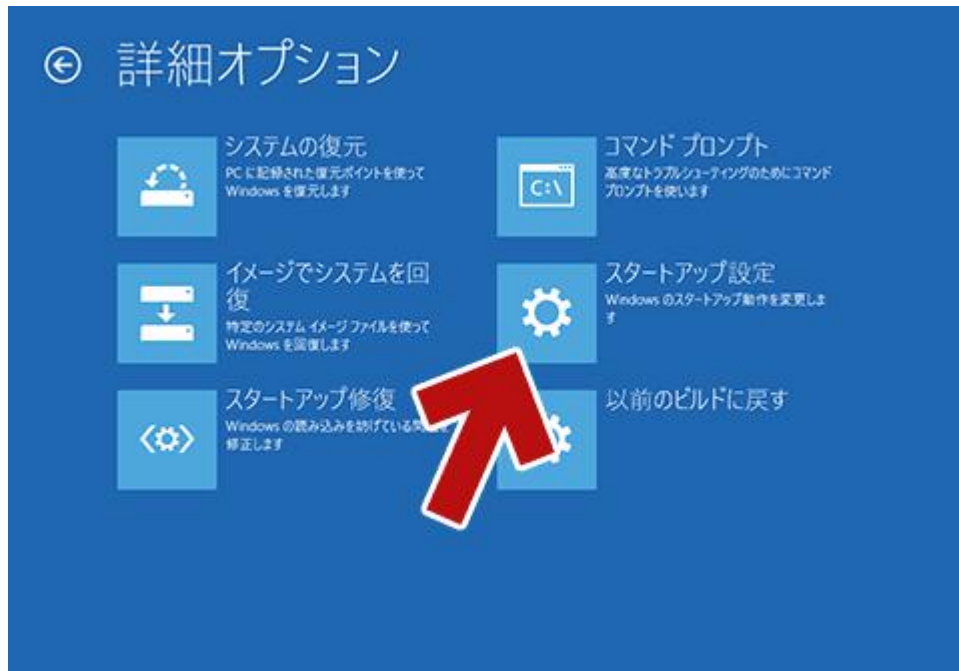 詳細オプション
システムの復元
PC に記録された復元ポイントを使って
Windows を復元します
イメージでシステムを回
復
特定のシステム イメージ ファイルを使って
Windows を回復します
スタートアップ修復
Windows の読み込みを妨げている
修正します
コマンド プロンプト
高度なトラブルシューティングのためにコマンド
プロンプトを使います
C:\
スタートアップ設定
Windows のスタートアップ動作を変更しま
す
以前のビルドに戻す